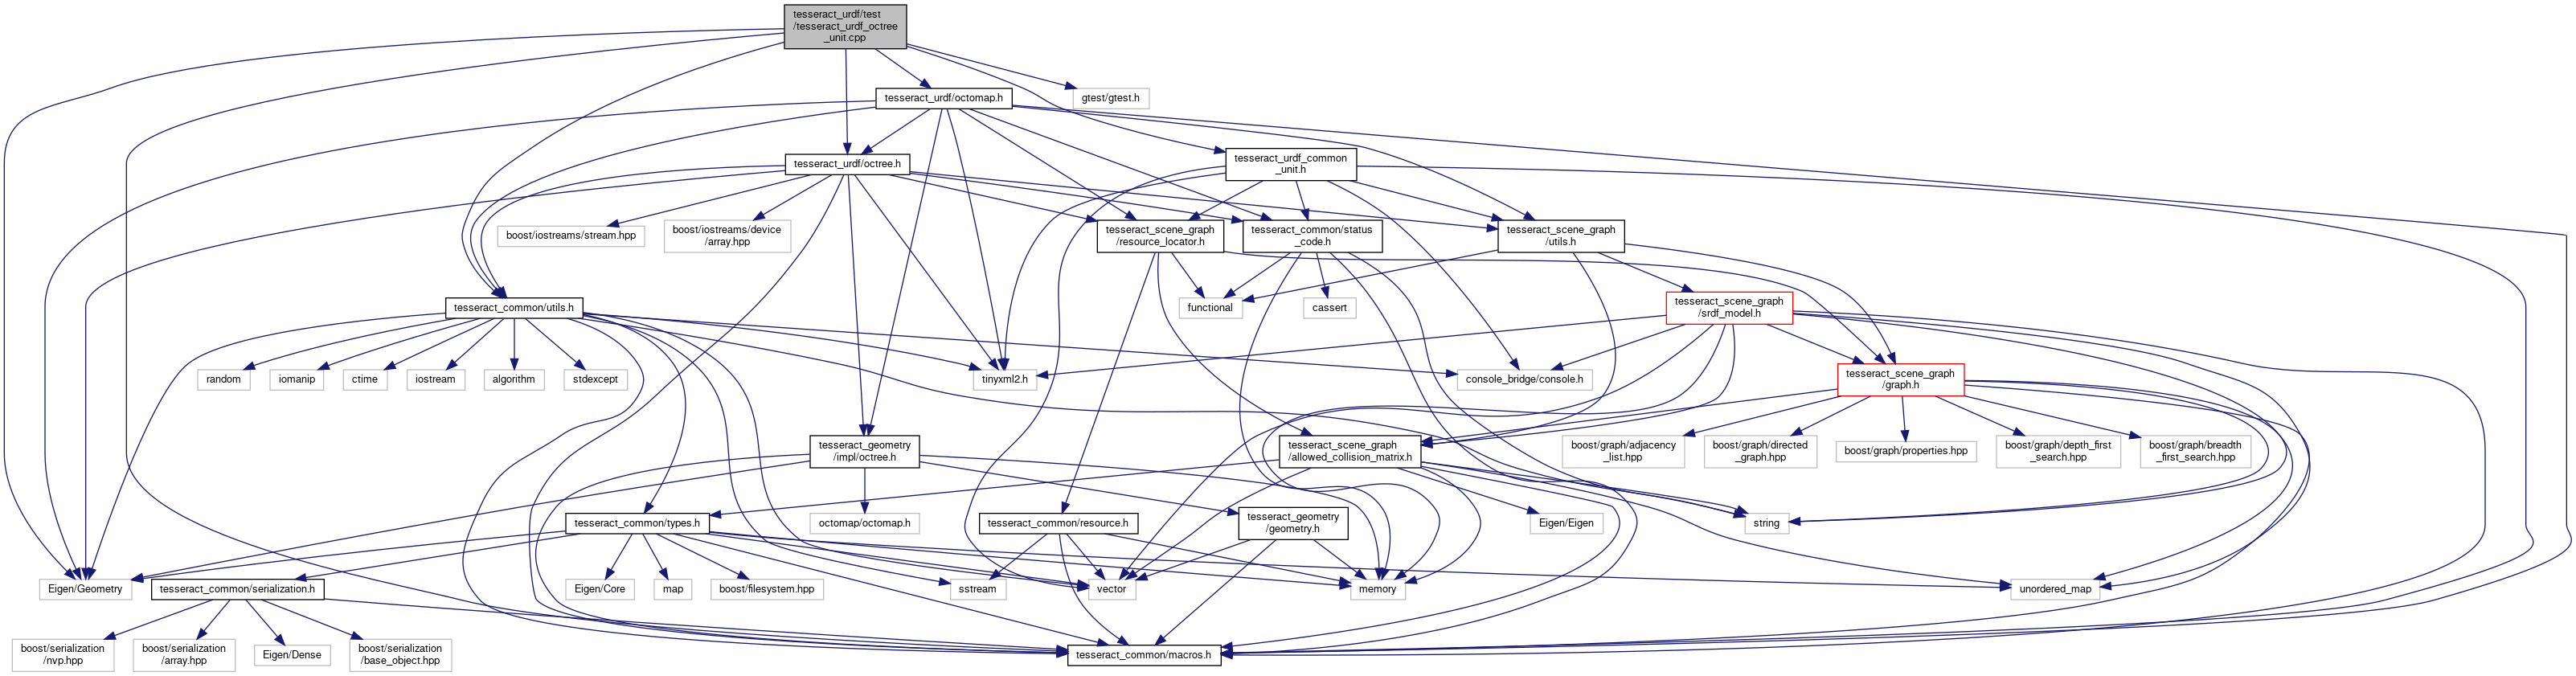 tesseract_urdf/test
/tesseract_urdf_octree
_unit.cpp
tesseract_urdf/octomap.h
gtest/gtest.h
tesseract_urdf/octree.h
tesseract_urdf_common
_unit.h
boost/iostreams/stream.hpp
boost/iostreams/device
/array.hpp
tesseract_scene_graph
/resource_locator.h
tesseract_common/status
_code.h
tesseract_scene_graph
/utils.h
tesseract_common/utils.h
functional
cassert
tesseract_scene_graph
/srdf_model.h
random
iomanip
ctime
iostream
algorithm
stdexcept
tinyxml2.h
console_bridge/console.h
tesseract_scene_graph
/graph.h
tesseract_geometry
/impl/octree.h
tesseract_scene_graph
/allowed_collision_matrix.h
boost/graph/adjacency
_list.hpp
boost/graph/directed
_graph.hpp
boost/graph/properties.hpp
boost/graph/depth_first
_search.hpp
boost/graph/breadth
_first_search.hpp
tesseract_common/types.h
octomap/octomap.h
tesseract_common/resource.h
tesseract_geometry
/geometry.h
Eigen/Eigen
string
Eigen/Geometry
tesseract_common/serialization.h
Eigen/Core
map
boost/filesystem.hpp
sstream
vector
memory
unordered_map
boost/serialization
/nvp.hpp
boost/serialization
/array.hpp
Eigen/Dense
boost/serialization
/base_object.hpp
tesseract_common/macros.h